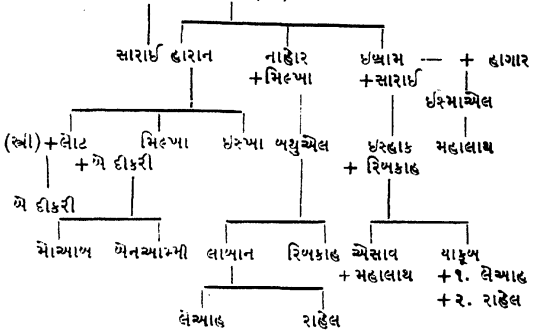 સારાઈ હારાન નાહોર ઇબ્રામ — + હાગાર
+મિલ્ખા +સારાઈ
ઈસ્માએલ
(સ્ત્રી) +લોટ મિલ્ખા ઇસ્ખા બથુએલ ઇસ્હાક મહાલાથ
+ બે દીકરી + રિબકાહ
બે દીકરી
મોઆબ બેનઆમ્મી લાબાન રિબકાહ એસાવ યાકૂબ
+ મહાલાથ +૧. લેઆહ
+૨. રાહેલ
લેઆહ રાહેલ